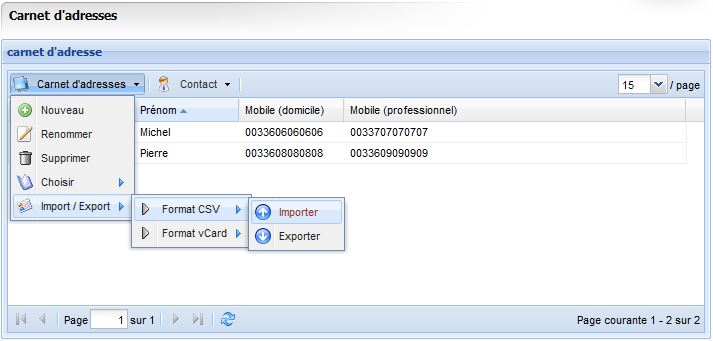 Carnet d'adresses
carnet d'adresse
Carnet d'adresses Contact 15 / page
Nouveau
Renommer
Supprimer
Choisir
Import / Export
Prénom Mobile (domicile) Mobile (professionnel)
Michel 0033606060606 0033707070707
Pierre 0033608080808 0033609090909
Format CSV
Format vCard
Importer
Exporter
Page 1 sur 1 Page courante 1 - 2 sur 2